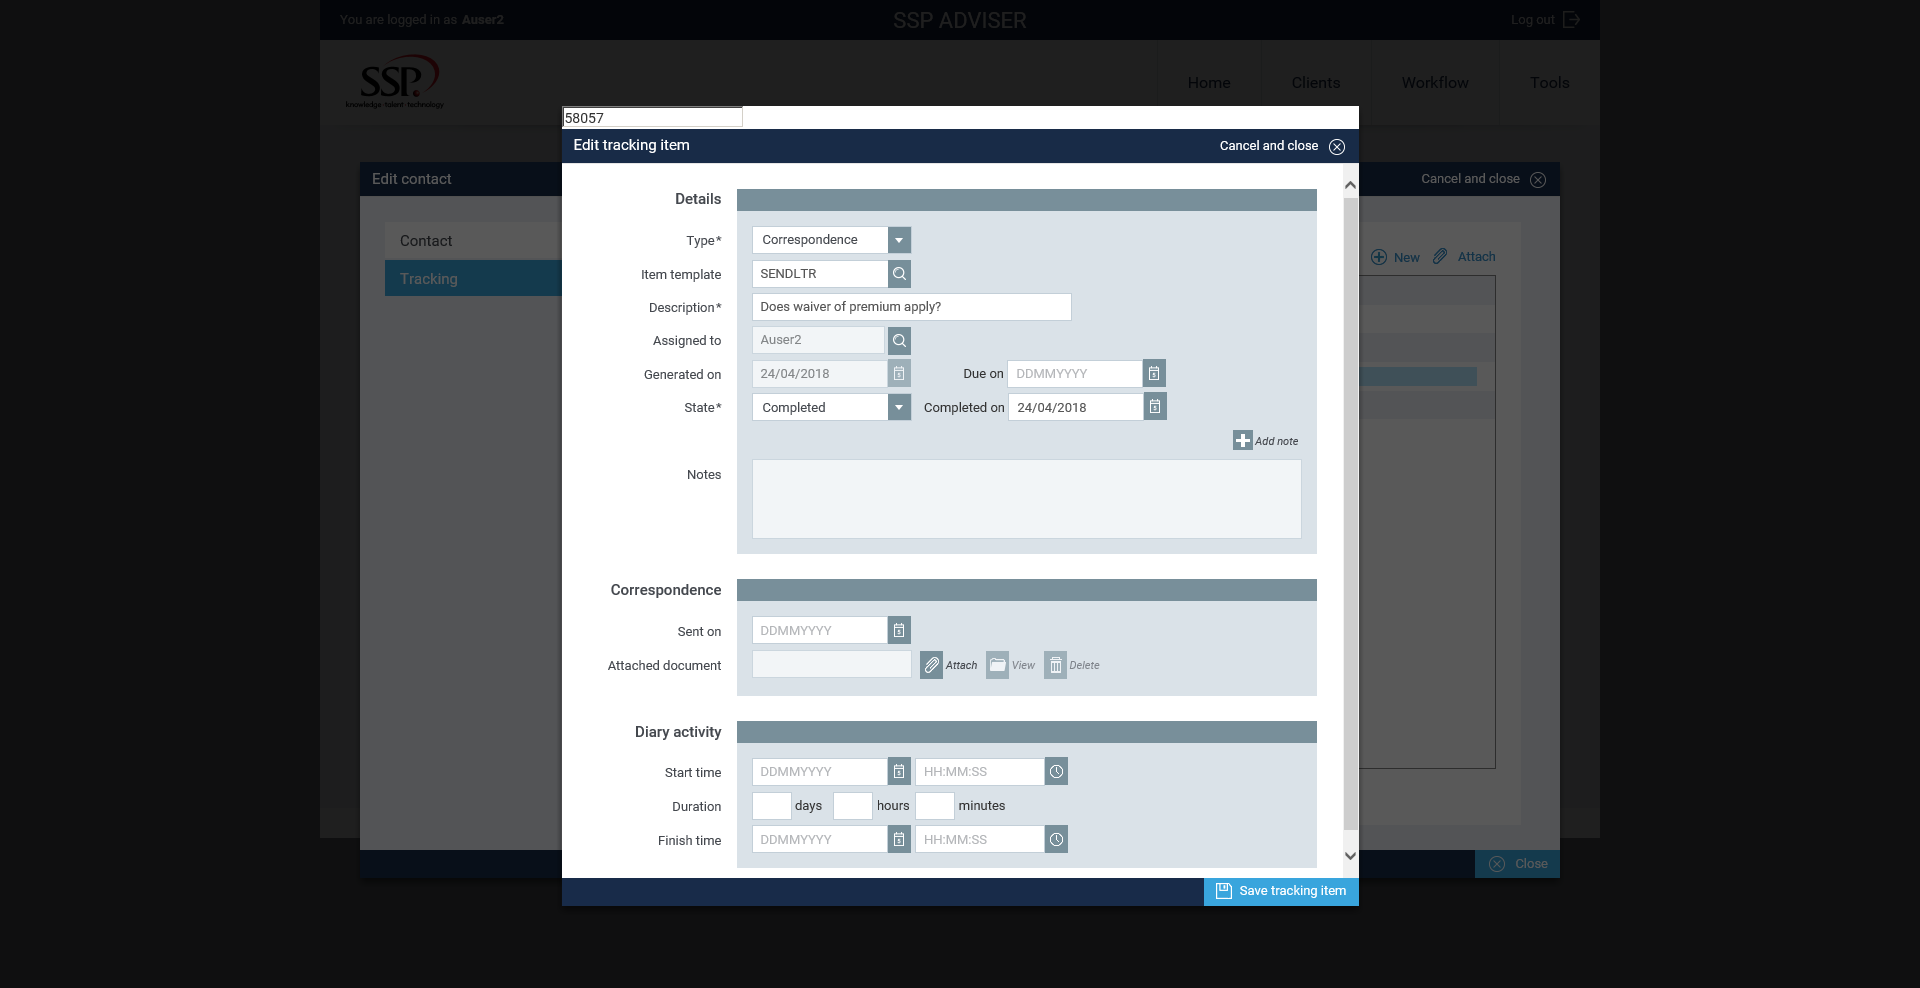 You are logged in as Auser2
SSP ADVISER
Log out
SSP
knowledge·talent·technology
Home
Clients
Workflow
Tools
58057
Edit tracking item
Cancel and close
Edit contact
Cancel and close
Contact
Tracking
New
Attach
Details
Type*
Correspondence
Item template
SENDLTR
Description*
Does waiver of premium apply?
Assigned to
Auser2
Generated on
24/04/2018
Due on
DDMMYYYY
State*
Completed
Completed on
24/04/2018
Add note
Notes
Correspondence
Sent on
DDMMYYYY
Attached document
Attach
View
Delete
Diary activity
Start time
DDMMYYYY
HH:MM:SS
Duration
days
hours
minutes
Finish time
DDMMYYYY
HH:MM:SS
Close
Save tracking item